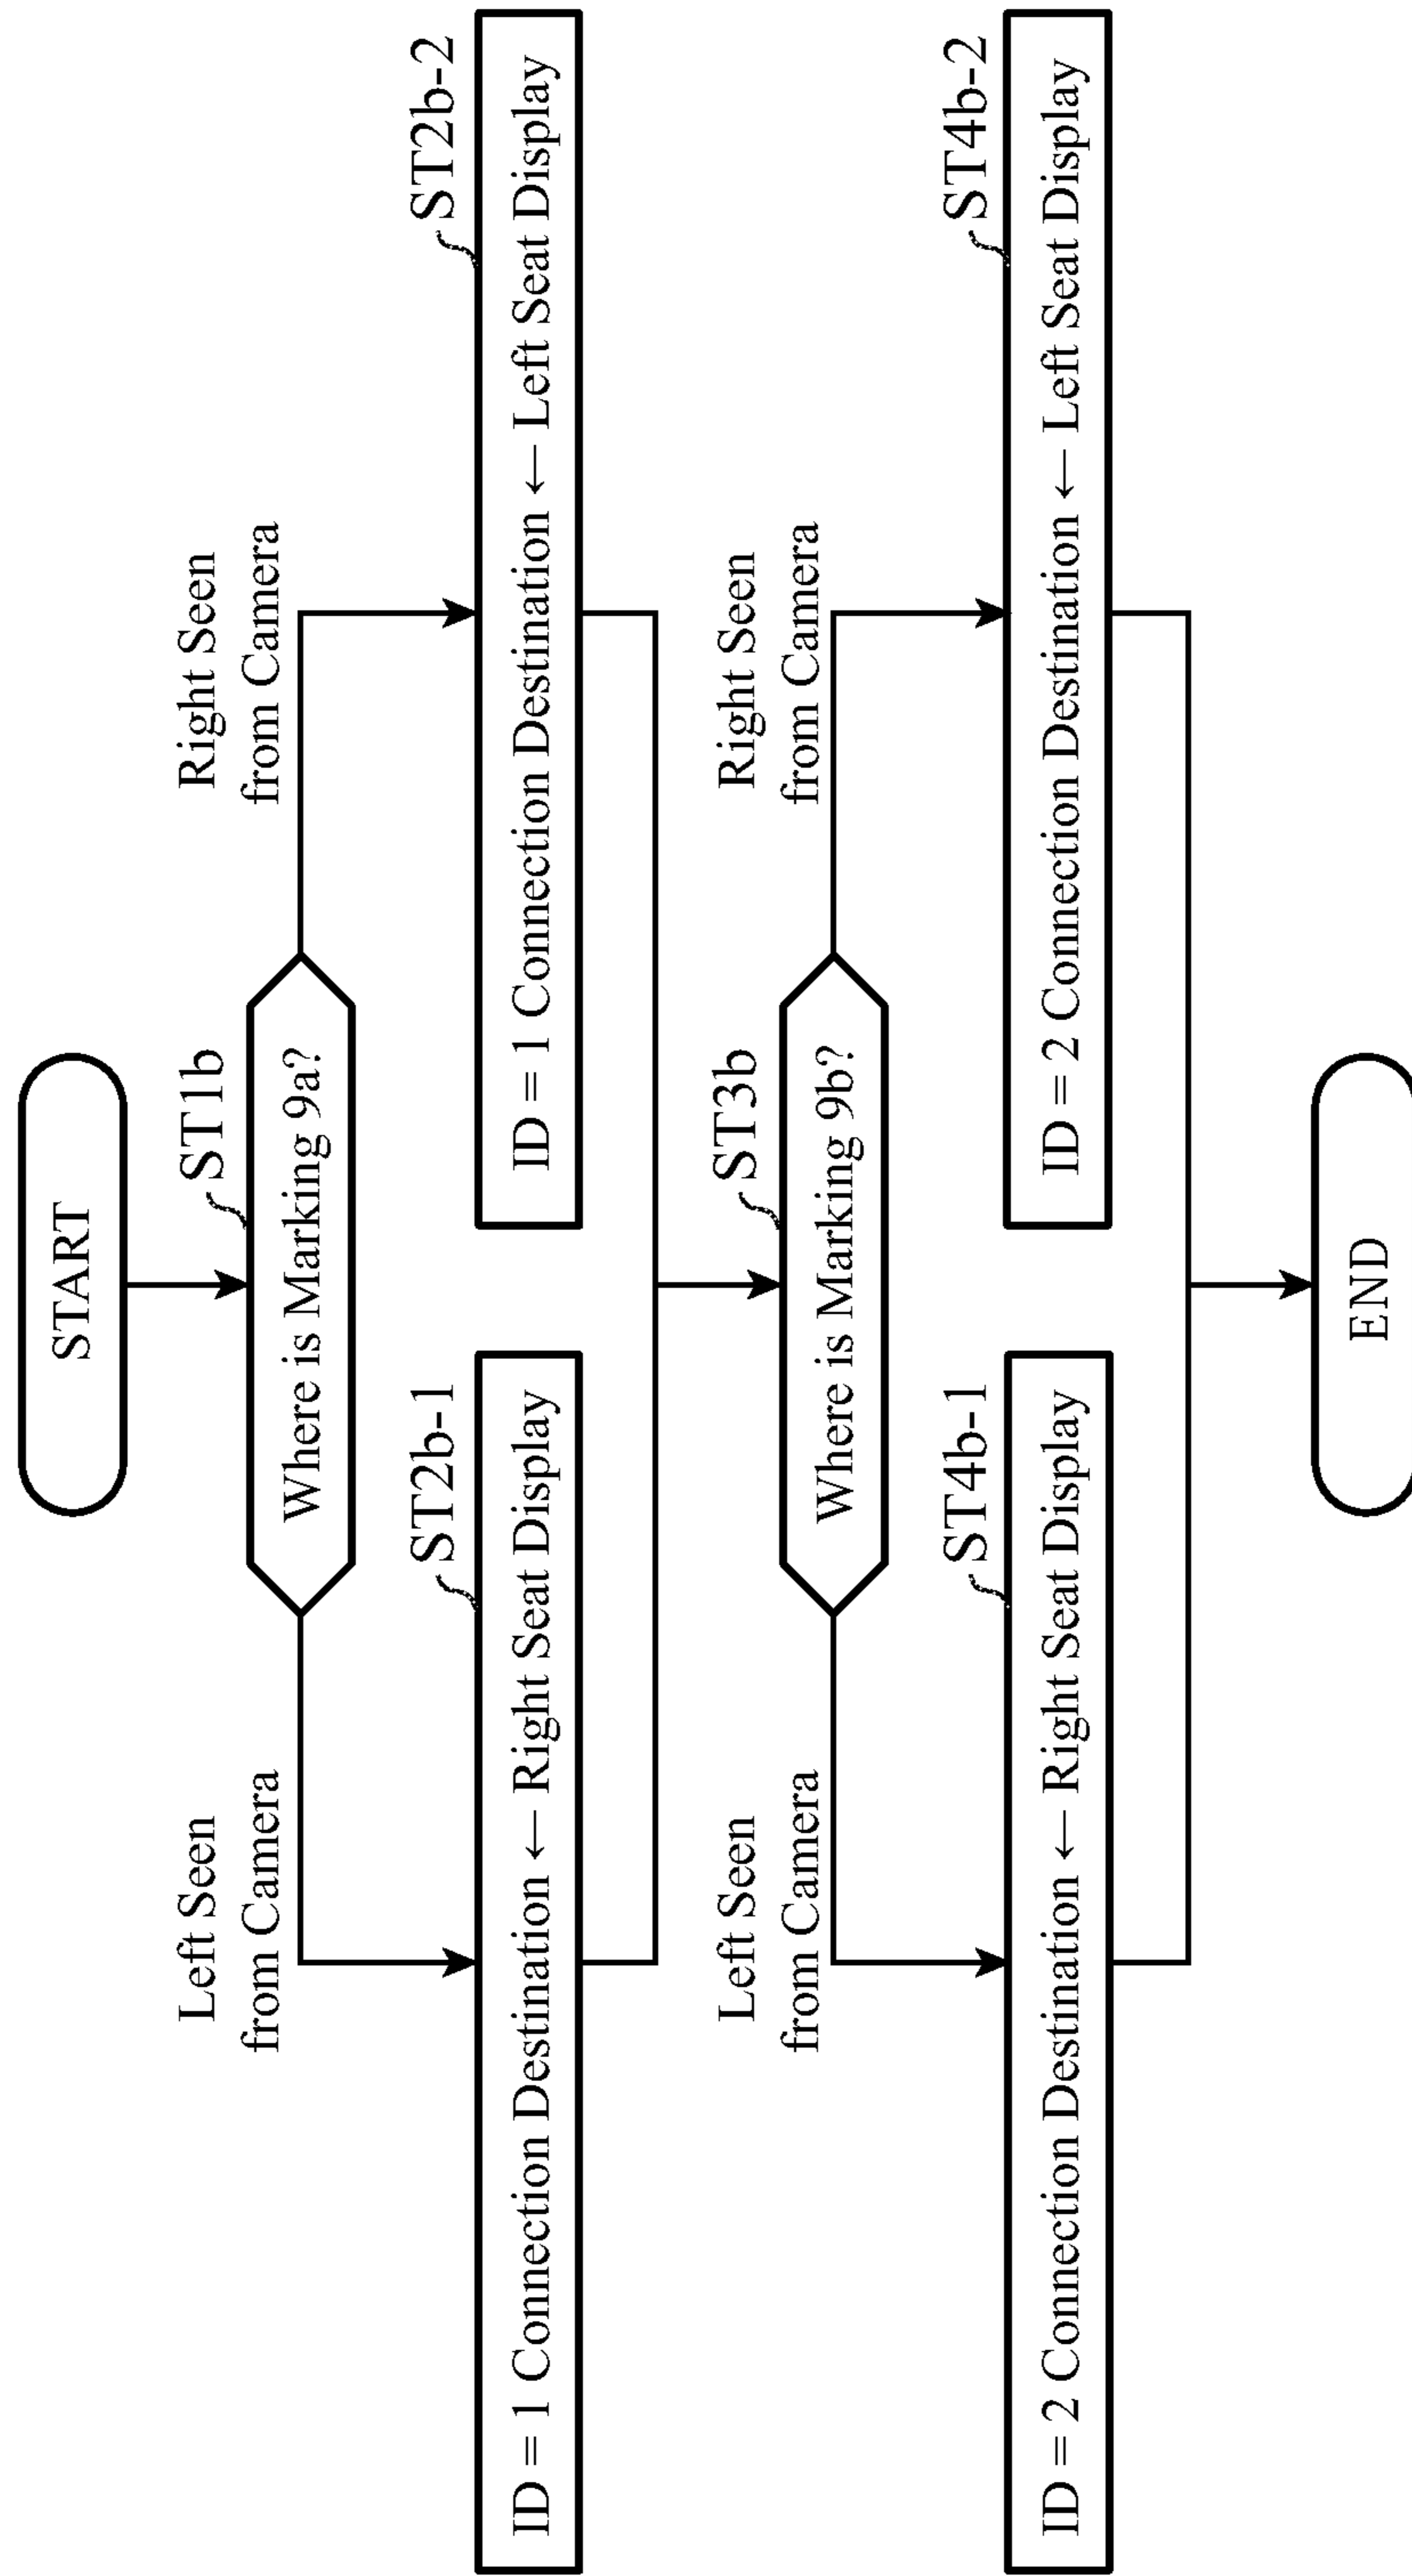 START
ST1b
Where is Marking 9a?
Left Seen
from Camera
Right Seen
from Camera
ST2b-1
ID = 1 Connection Destination ← Right Seat Display
ST2b-2
ID = 1 Connection Destination ← Left Seat Display
ST3b
Where is Marking 9b?
Left Seen
from Camera
Right Seen
from Camera
ST4b-1
ID = 2 Connection Destination ← Right Seat Display
ST4b-2
ID = 2 Connection Destination ← Left Seat Display
END